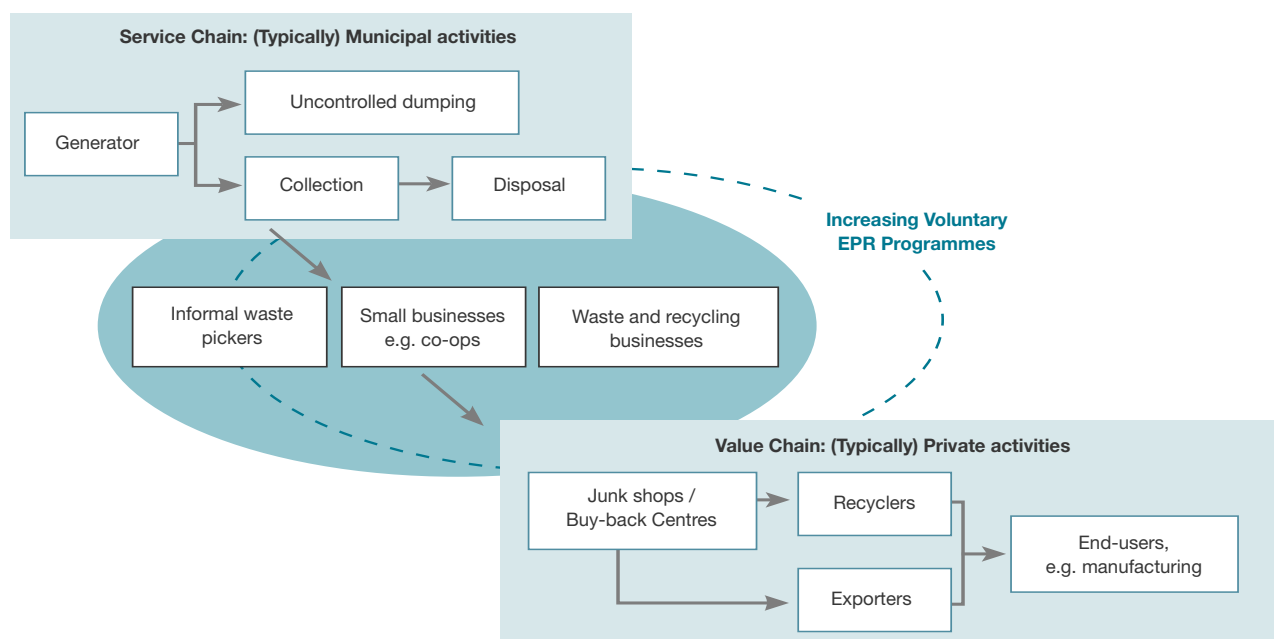 Service Chain: (Typically) Municipal activities
Uncontrolled dumping
Generator
Collection
Disposal
Increasing Voluntary
EPR Programmes
Informal waste
pickers
Small businesses
e.g. co-ops
Waste and recycling
businesses
Value Chain: (Typically) Private activities
Junk shops /
Buy-back Centres
Recyclers
End-users,
e.g. manufacturing
Exporters